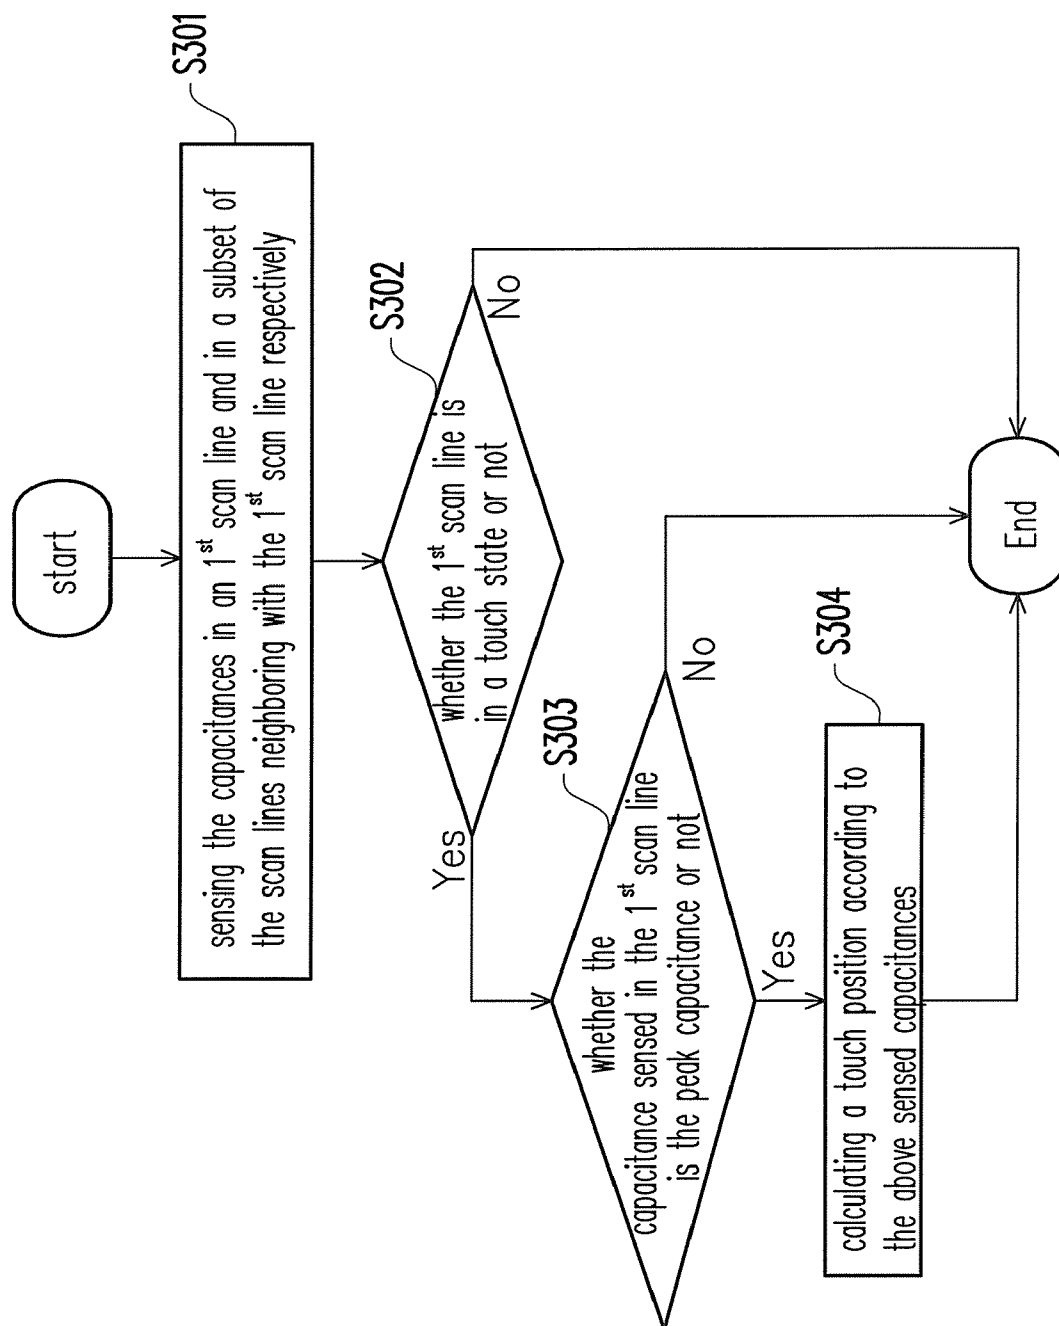 start
S301
sensing the capacitances in an 1st scan line and in a subset of
the scan lines neighboring with the 1st scan line respectively
S302
whether the 1st scan line is
in a touch state or not
Yes
No
S303
whether the
capacitance sensed in the 1st scan line
is the peak capacitance or not
No
Yes
S304
calculating a touch position according to
the above sensed capacitances
End